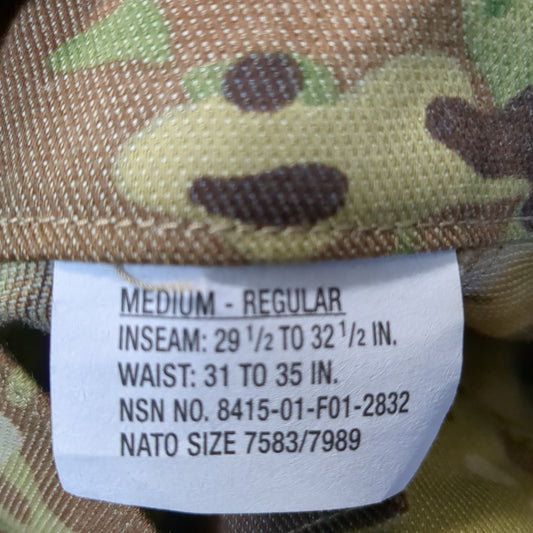 MEDIUM - REGULAR
INSEAM: 29 1/2 TO 32 1/2 IN.
WAIST: 31 TO 35 IN.
NSN NO. 8415-01-F01-2832
NATO SIZE 7583/7989